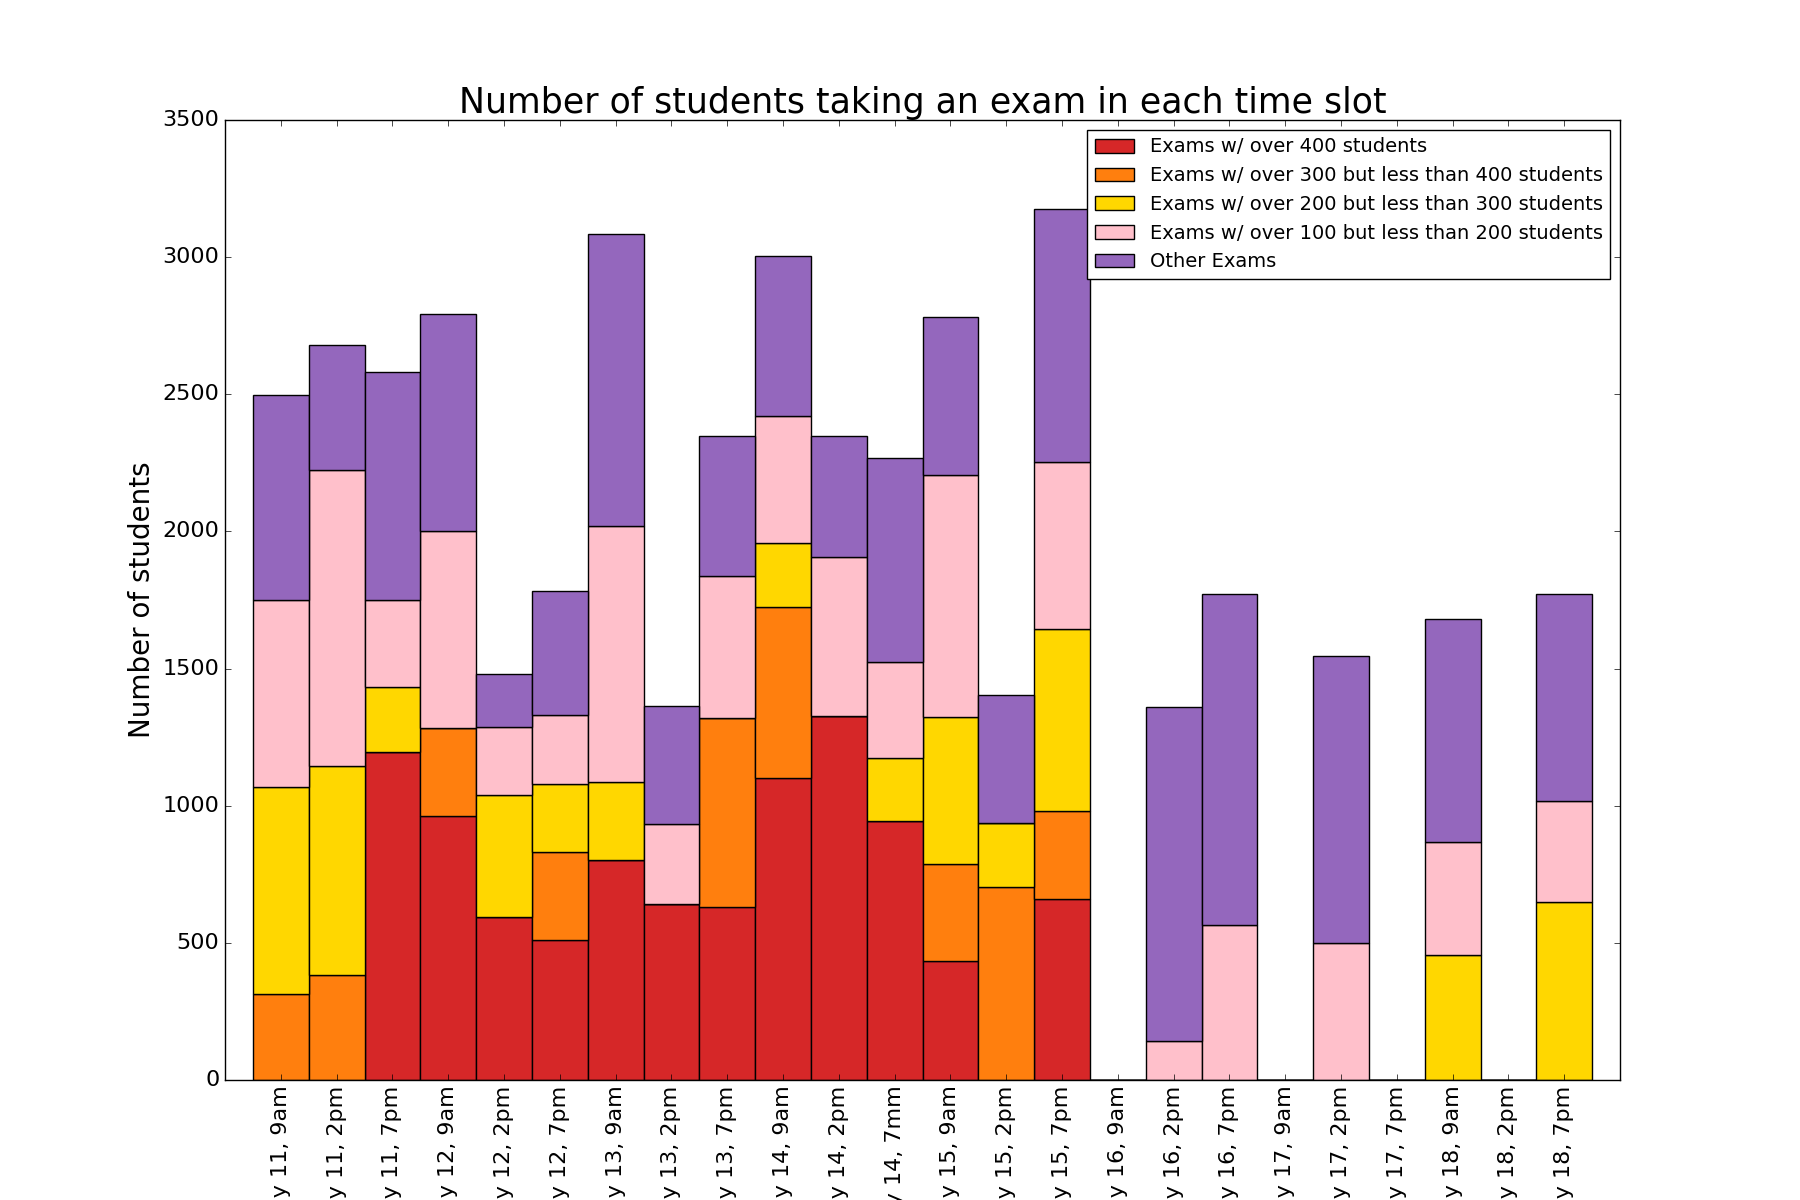 Number of students taking an exam in each time slot
Number of students
3500
3000
2500
2000
1500
1000
500
0
Exams w/ over 400 students
Exams w/ over 300 but less than 400 students
Exams w/ over 200 but less than 300 students
Exams w/ over 100 but less than 200 students
Other Exams
y 11, 9am
y 11, 2pm
y 11, 7pm
y 12, 9am
y 12, 2pm
y 12, 7pm
y 13, 9am
y 13, 2pm
y 13, 7pm
y 14, 9am
y 14, 2pm
y 14, 7mm
y 15, 9am
y 15, 2pm
y 15, 7pm
y 16, 9am
y 16, 2pm
y 16, 7pm
y 17, 9am
y 17, 2pm
y 17, 7pm
y 18, 9am
y 18, 2pm
y 18, 7pm